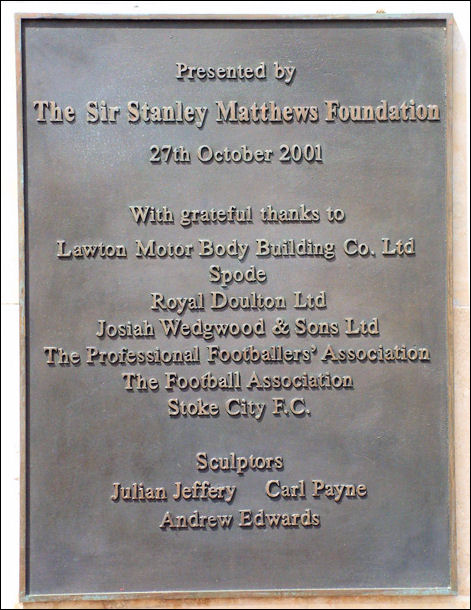 Presented by
The Sir Stanley Matthews Foundation
27th October 2001
With grateful thanks to
Lawton Motor Body Building Co. Ltd
Spode
Royal Doulton Ltd
Josiah Wedgwood & Sons Ltd
The Professional Footballers' Association
The Football Association
Stoke City F.C.
Sculptors
Julian Jeffery Carl Payne
Andrew Edwards